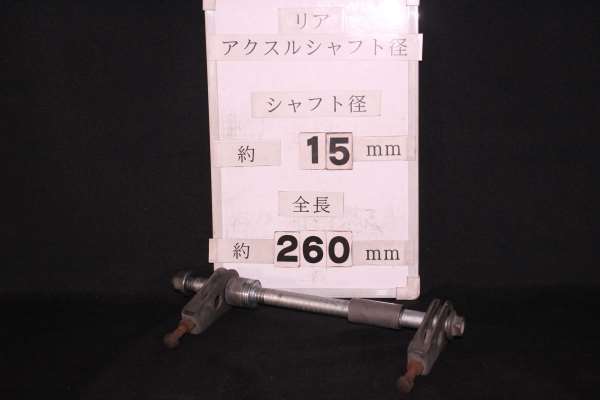 リア
アクスルシャフト径
シャフト径
約 15 mm
全長
約 260 mm